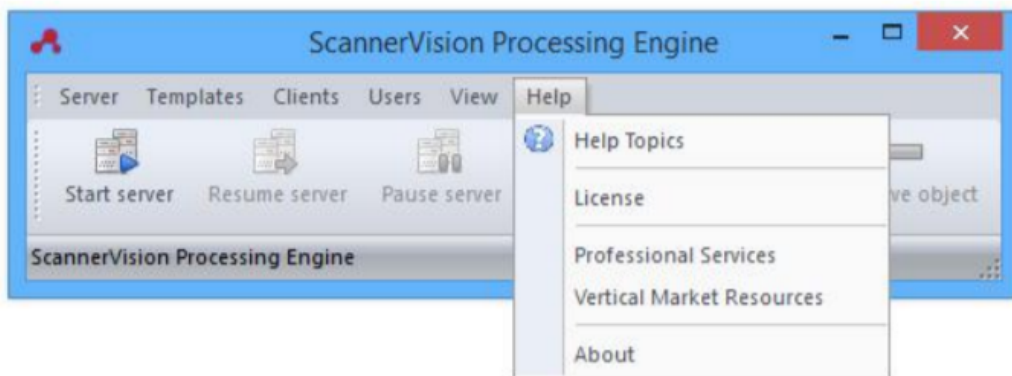 ScannerVision Processing Engine
Server Templates Clients Users View Help
Start server Resume server Pause server ve object
Help Topics
License
Professional Services
Vertical Market Resources
About
ScannerVision Processing Engine